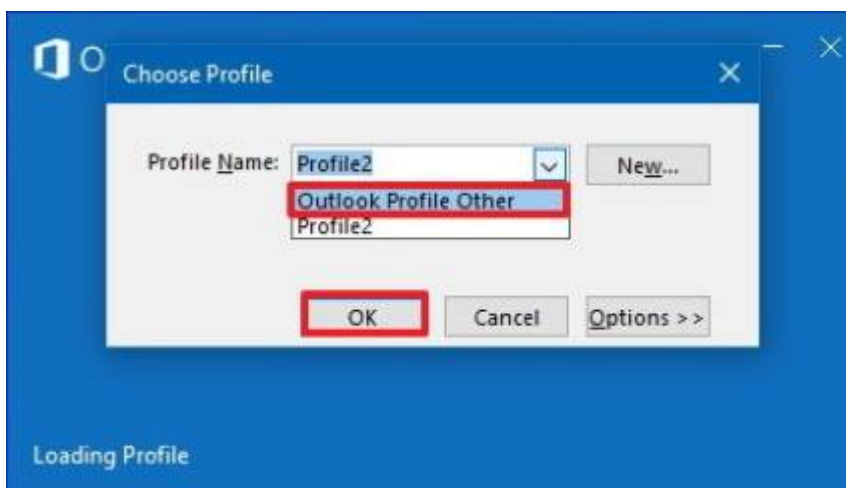 O
Choose Profile
Profile Name: Profile2 New...
Outlook Profile Other
Profile2
OK Cancel Options >>
Loading Profile